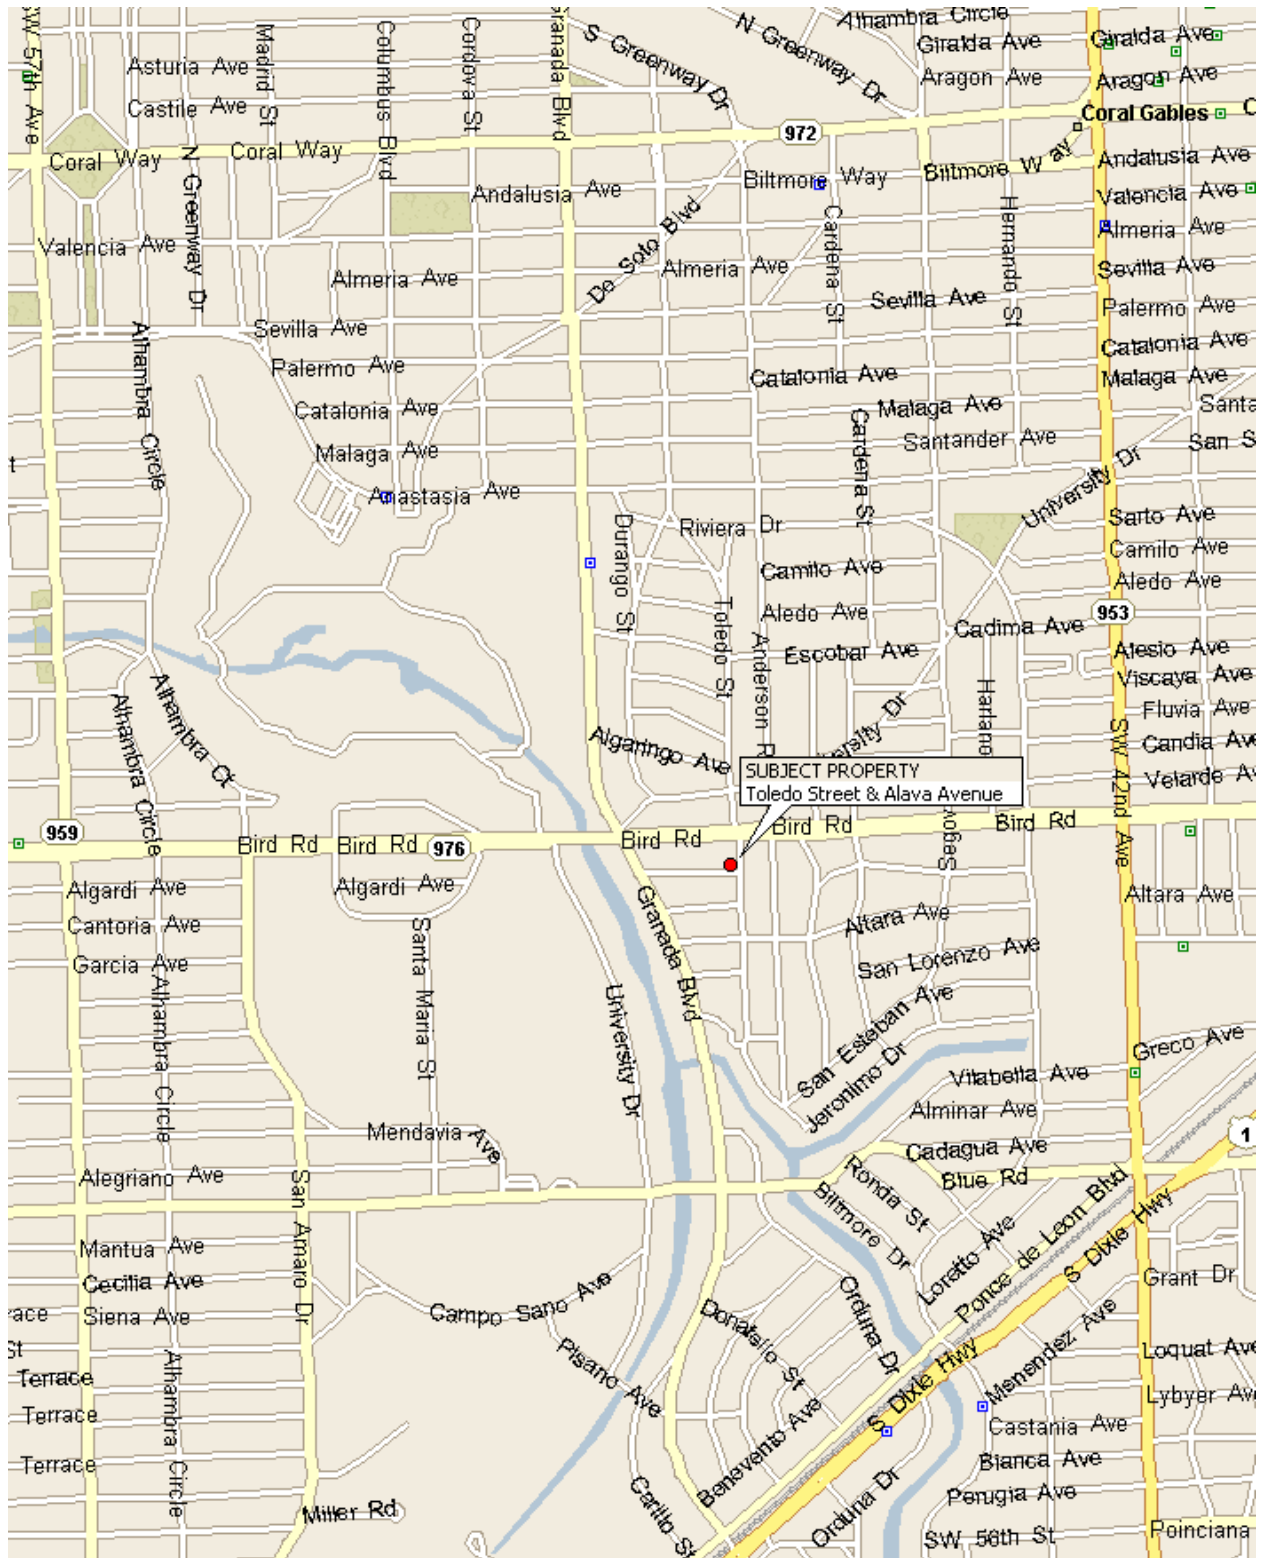 SW 57th Ave
Madrid St
Columbus Blvd
Cordova St
Granada Blvd
S Greenway Dr
N Greenway Dr
Alhambra Circle
Giralda Ave
Giralda Ave
Asturia Ave
Aragon Ave
Aragon Ave
Castile Ave
Coral Gables
972
Coral Way
N Greenway Dr
Coral Way
Biltmore Way
Biltmore Way
Andalusia Ave
Andalusia Ave
Valencia Ave
Valencia Ave
De Soto Blvd
Cardena St
Hernando St
Almeria Ave
Almeria Ave
Almeria Ave
Sevilla Ave
Sevilla Ave
Palermo Ave
Sevilla Ave
Alhambra Circle
Palermo Ave
Catalonia Ave
Catalonia Ave
Malaga Ave
Catalonia Ave
Malaga Ave
Santa
Cardena St
Santander Ave
San S
Malaga Ave
t
Anastasia Ave
University Dr
Durango St
Riviera Dr
Sarto Ave
Camilo Ave
Camilo Ave
Aledo Ave
Toledo St
Aledo Ave
953
Cadima Ave
Anderson R
Escobar Ave
Alesio Ave
Viscaya Ave
Alhambra Ct
Alhambra Circle
Harlano
Fluvia Ave
University Dr
SW 42nd Ave
Algaringo Ave
Candia Ave
Velarde Av
SUBJECT PROPERTY
Toledo Street & Alava Avenue
959
Bird Rd
Bird Rd
976
Bird Rd
Bird Rd
Bird Rd
Algardi Ave
Algardi Ave
Granada Blvd
Altara Ave
Cantoria Ave
Santa Maria St
Altara Ave
Garcia Ave
San Lorenzo Ave
Alhambra Circle
University Dr
San Esteban Ave
Jeronimo Dr
Greco Ave
Vilabella Ave
Alminar Ave
Mendavia Ave
1
Cadagua Ave
Alegriano Ave
San Amaro Dr
Ronda St
Blue Rd
Biltmore Dr
Mantua Ave
Loretto Ave
Ponce de Leon Blvd
S Dixie Hwy
Cecilia Ave
Grant Dr
Siena Ave
race
Campo Sano Ave
Orduna Dr
St
Menendez Ave
Loquat Ave
Terrace
Pisano Ave
S Dixie Hwy
Alhambra Circle
Lybyer Av
Terrace
Castania Ave
Benevento Ave
Bianca Ave
Terrace
Carillo St
Orduna Dr
Perugia Ave
Miller Rd
SW 56th St
Poinciana